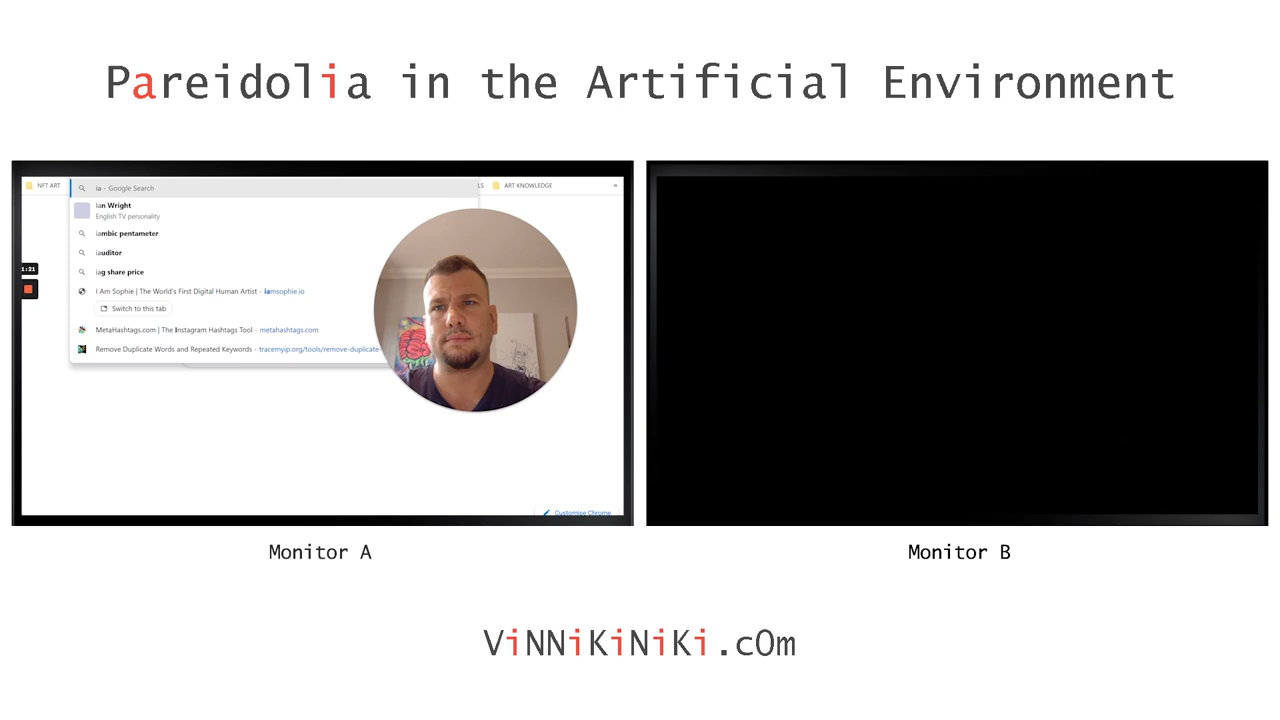 Pareidolia in the Artificial Environment
NFT ART
ia - Google Search
LS
ART KNOWLEDGE
»
Ian Wright
English TV personality
iambic pentameter
iauditor
iag share price
1:21
I Am Sophie | The World's First Digital Human Artist - iamsophie.io
Switch to this tab
MetaHashtags.com | The Instagram Hashtags Tool - metahashtags.com
Remove Duplicate Words and Repeated Keywords - tracemyip.org/tools/remove-duplicate-
Customise Chrome
Monitor A
Monitor B
ViNNiKiNiKi.cOm